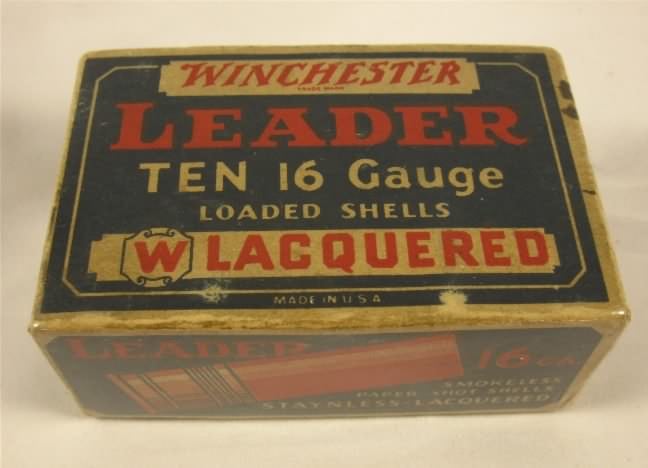 WINCHESTER
TRADE MARK
LEADER
TEN 16 Gauge
LOADED SHELLS
W LACQUERED
MADE IN U.S.A
LEADER
16 GA.
SMOKELESS
PAPER SHOT SHELLS
STAYNLESS-LACQUERED